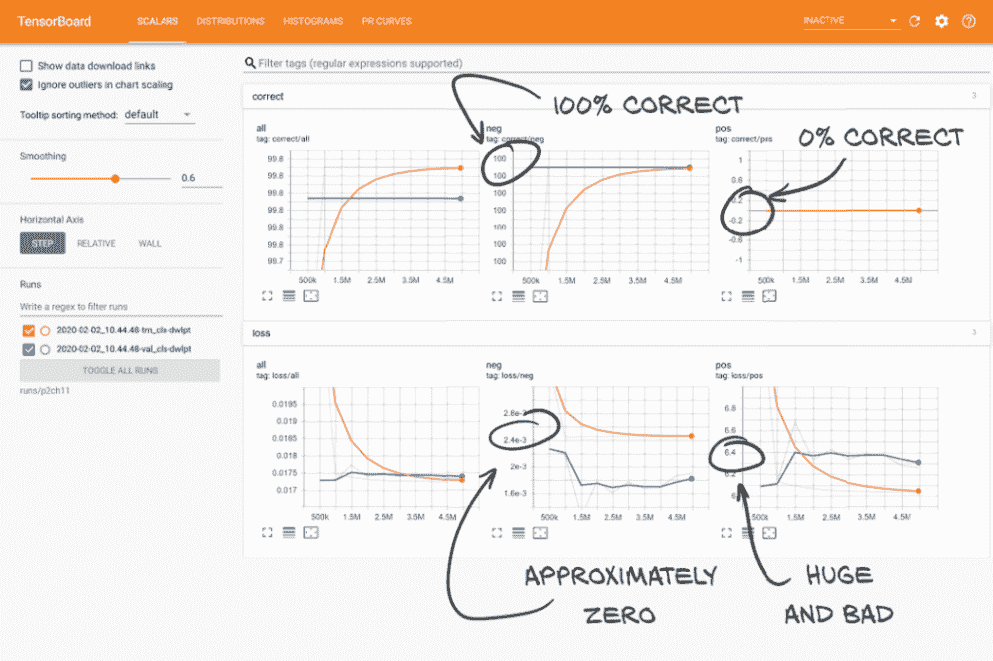 TensorBoard SCALARS DISTRIBUTIONS HISTOGRAMS PR CURVES INACTIVE
Show data download links
Ignore outliers in chart scaling
Tooltip sorting method: default
Smoothing
0.6
Horizontal Axis
STEP RELATIVE WALL
Runs
Write a regex to filter runs
2020-02-02_10.44.48-trn_cls-dwlpt
2020-02-02_10.44.48-val_cls-dwlpt
TOGGLE ALL RUNS
runs/p2ch11
Filter tags (regular expressions supported)
correct 3
100% CORRECT
0% CORRECT
all
tag: correct/all
99.8
99.8
99.8
99.8
99.8
99.8
99.7
500k 1.5M 2.5M 3.5M 4.5M
neg
tag: correct/neg
100
100
100
100
100
100
100
500k 1.5M 2.5M 3.5M 4.5M
pos
tag: correct/pos
1
0.6
0.2
-0.2
-0.6
-1
500k 1.5M 2.5M 3.5M 4.5M
loss 3
all
tag: loss/all
0.0195
0.019
0.0185
0.018
0.0175
0.017
500k 1.5M 2.5M 3.5M 4.5M
neg
tag: loss/neg
2.8e-3
2.4e-3
2e-3
1.6e-3
500k 1.5M 2.5M 3.5M 4.5M
pos
tag: loss/pos
6.8
6.6
6.4
6.2
500k 1.5M 2.5M 3.5M 4.5M
APPROXIMATELY
ZERO
HUGE
AND BAD